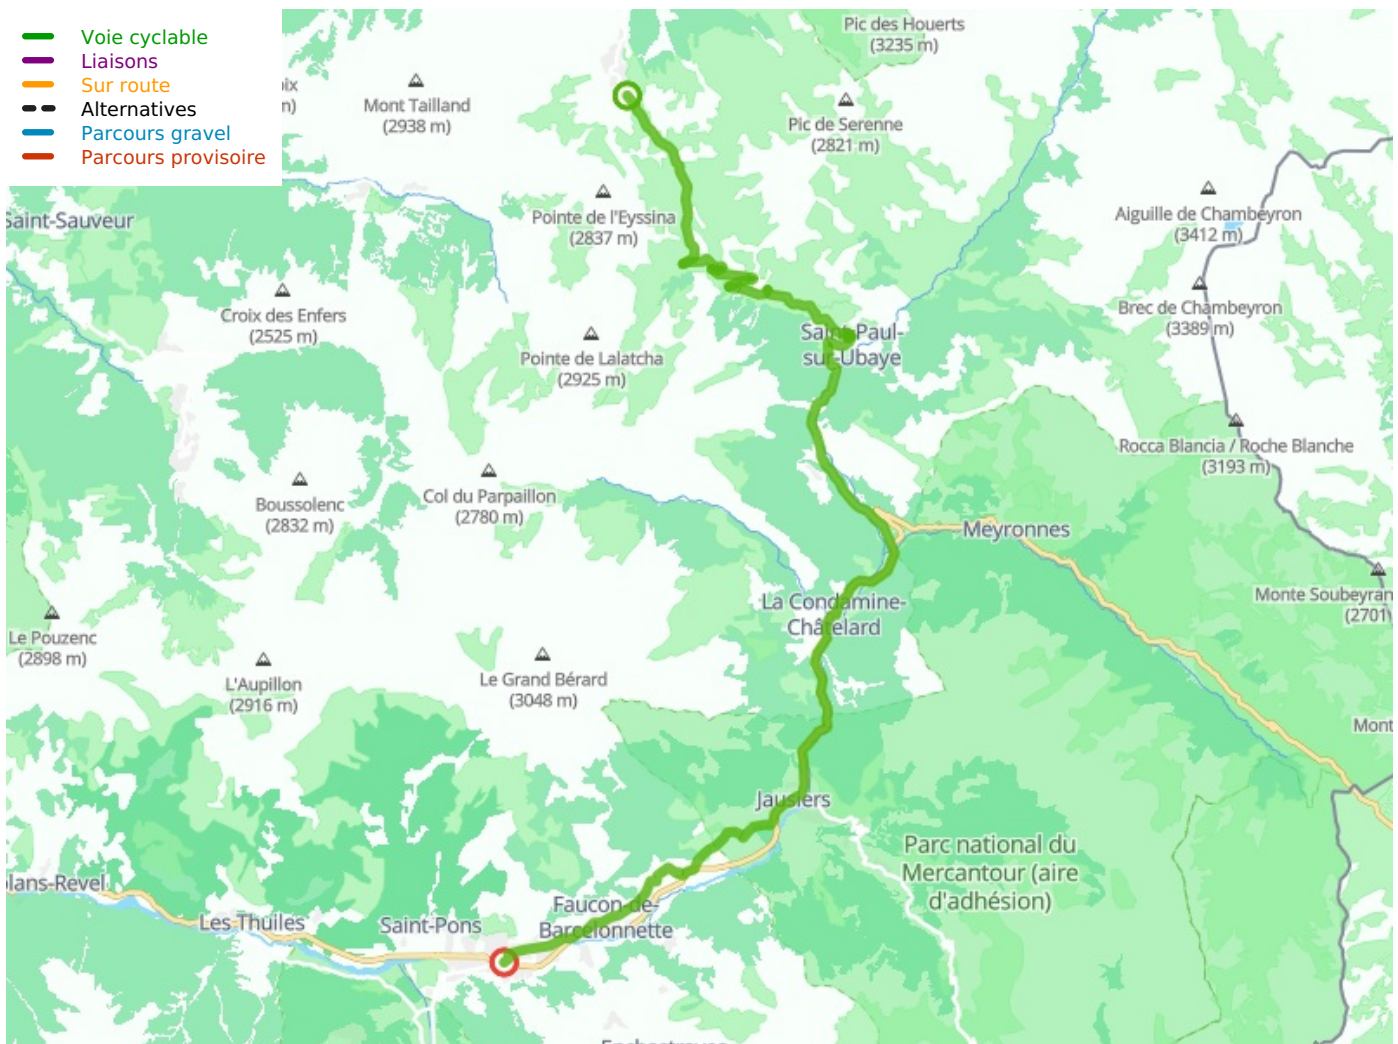 Voie cyclable
Liaisons
Sur route
Alternatives
Parcours gravel
Parcours provisoire
Pic des Houerts
(3235 m)
Mont Tailland
(2938 m)
Pic de Serenne
(2821 m)
Saint-Sauveur
Pointe de l'Eyssina
(2837 m)
Aiguille de Chambeyron
(3412 m)
Croix des Enfers
(2525 m)
Brec de Chambeyron
(3389 m)
Saint-Paul-
sur-Ubaye
Pointe de Lalatcha
(2925 m)
Rocca Blancia / Roche Blanche
(3193 m)
Boussolenc
(2832 m)
Col du Parpaillon
(2780 m)
Meyronnes
La Condamine-
Châtelard
Monte Soubeyran
(2701)
Le Pouzenc
(2898 m)
L'Aupillon
(2916 m)
Le Grand Bérard
(3048 m)
Mont
Jausiers
Parc national du
Mercantour (aire
d'adhésion)
lans-Revel
Les Thuiles
Saint-Pons
Faucon-de-
Barcelonnette